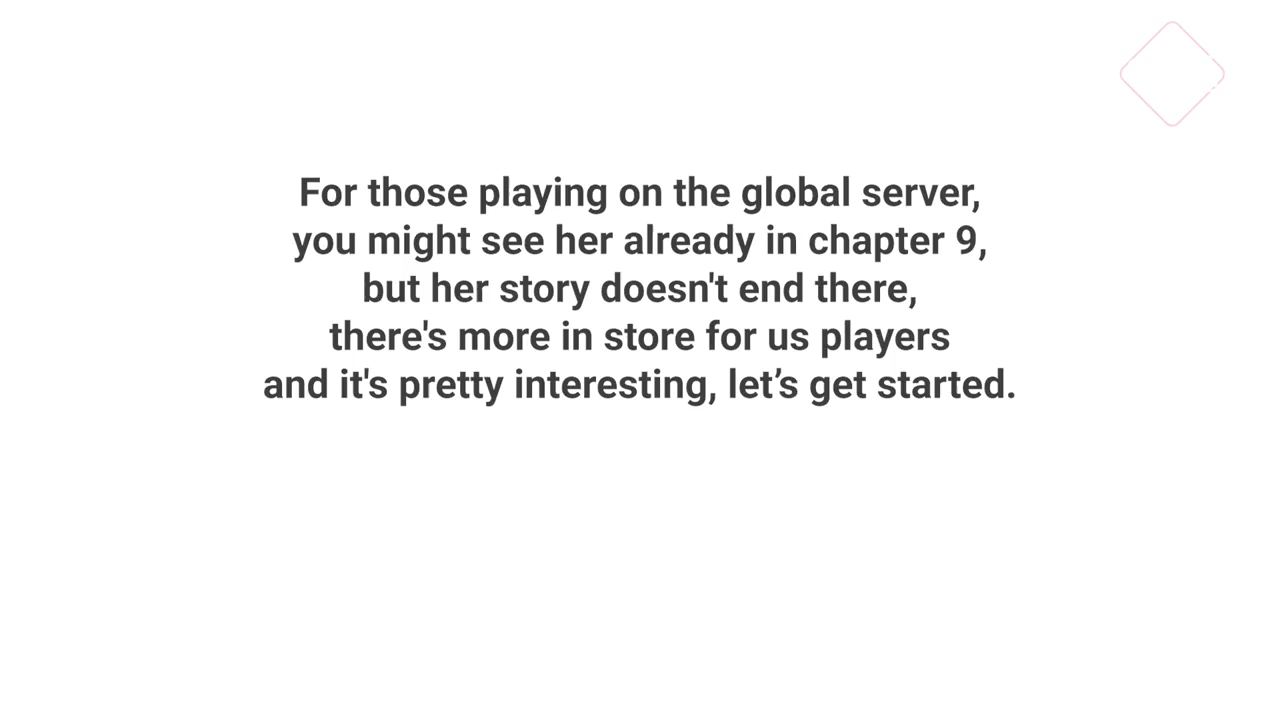 For those playing on the global server,
you might see her already in chapter 9,
but her story doesn't end there,
there's more in store for us players
and it's pretty interesting, let’s get started.